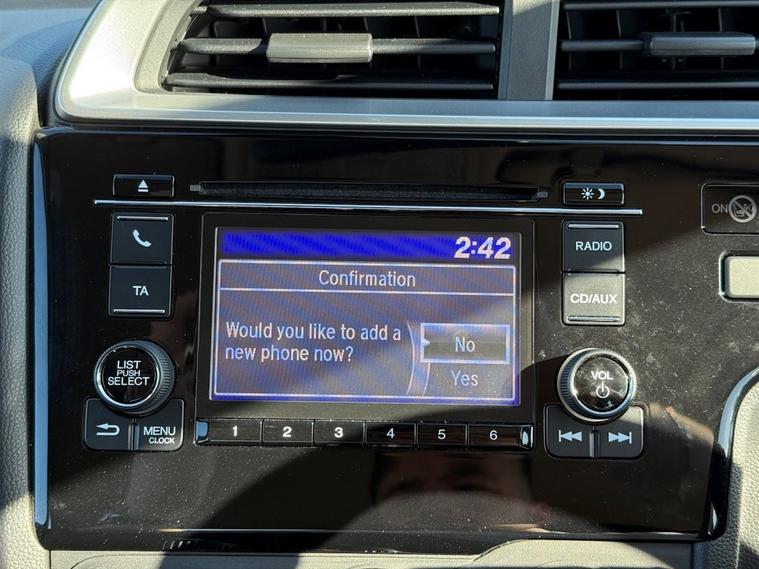 2:42
Confirmation
Would you like to add a
new phone now?
No
Yes
TA
RADIO
CD/AUX
LIST
PUSH
SELECT
VOL
MENU
CLOCK
1 2 3 4 5 6
ON